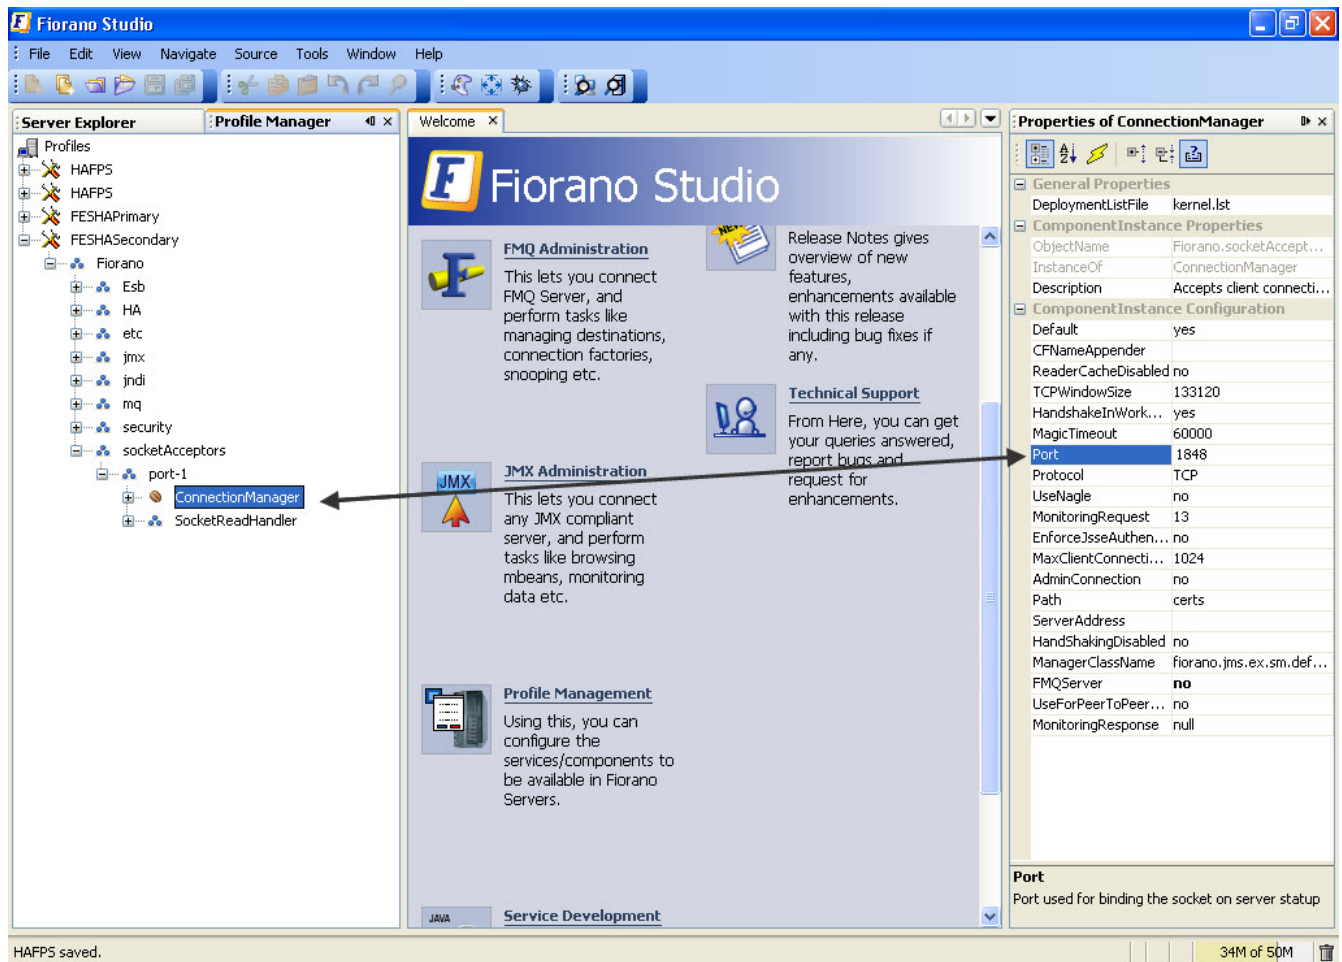 Fiorano Studio
File Edit View Navigate Source Tools Window Help
Server Explorer
Profile Manager
Profiles
HAFPS
HAFPS
FESHAPrimary
FESHASecondary
Fiorano
Esb
HA
etc
jmx
jndi
mq
security
socketAcceptors
port-1
ConnectionManager
SocketReadHandler
Welcome
Fiorano Studio
FMQ Administration
This lets you connect
FMQ Server, and
perform tasks like
managing destinations,
connection factories,
snooping etc.
JMX
JMX Administration
This lets you connect
any JMX compliant
server, and perform
tasks like browsing
mbeans, monitoring
data etc.
Profile Management
Using this, you can
configure the
services/components to
be available in Fiorano
Servers.
JAVA
Service Development
NEW
Release Notes gives
overview of new
features,
enhancements available
with this release
including bug fixes if
any.
Technical Support
From Here, you can get
your queries answered,
report bugs and
request for
enhancements.
Properties of ConnectionManager
General Properties
DeploymentListFile kernel.lst
ComponentInstance Properties
ObjectName Fiorano.socketAccept...
InstanceOf ConnectionManager
Description Accepts client connecti...
ComponentInstance Configuration
Default yes
CFNameAppender
ReaderCacheDisabled no
TCPWindowSize 133120
HandshakeInWork... yes
MagicTimeout 60000
Port 1848
Protocol TCP
UseNagle no
MonitoringRequest 13
EnforceJsseAuthen... no
MaxClientConnecti... 1024
AdminConnection no
Path certs
ServerAddress
HandShakingDisabled no
ManagerClassName fiorano.jms.ex.sm.def...
FMQServer no
UseForPeerToPeer... no
MonitoringResponse null
Port
Port used for binding the socket on server statup
HAFPS saved.
34M of 50M